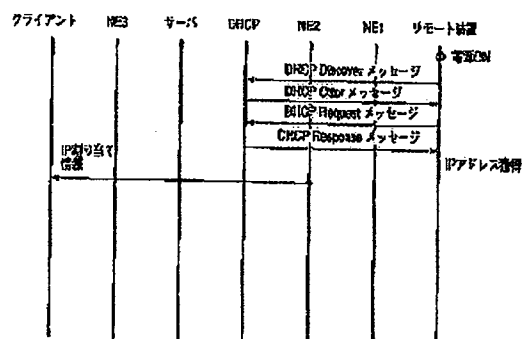 クライアント NE3 サーバ DHCP NE2 NE1 リモート装置
電源ON
DHCP Discover メッセージ
DHCP Offer メッセージ
DHCP Request メッセージ
DHCP Response メッセージ
IP割り当て
情報
IPアドレス獲得